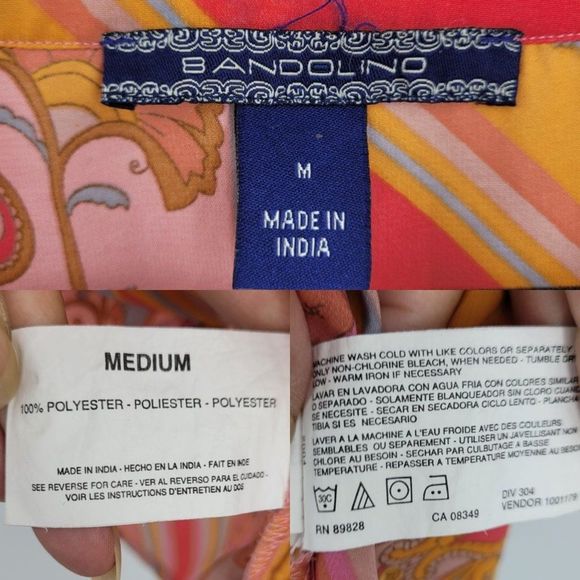 BANDOLINO
M
MADE IN
INDIA
MEDIUM
100% POLYESTER - POLIESTER - POLYESTER
MADE IN INDIA - HECHO EN LA INDIA - FAIT EN INDE
SEE REVERSE FOR CARE - VER AL REVERSO PARA EL CUIDADO -
VOIR LES INSTRUCTIONS D'ENTRETIEN AU DOS
MACHINE WASH COLD WITH LIKE COLORS OR SEPARATELY
ONLY NON-CHLORINE BLEACH, WHEN NEEDED - TUMBLE DRY
LOW - WARM IRON IF NECESSARY
LAVAR EN LAVADORA CON AGUA FRIA CON COLORES SIMILAR
O SEPARADO - SOLAMENTE BLANQUEADOR SIN CLORO CUAN
SE NECESITE - SECAR EN SECADORA CICLO LENTO - PLANCHA
TIBIA SI ES NECESARIO
LAVER A LA MACHINE A L'EAU FROIDE AVEC DES COULEURS
SEMBLABLES OU SEPAREMENT - UTILISER UN JAVELLISANT NON
CHLORE AU BESOIN - SECHAR PAR CULBUTAGE A BASSE
TEMPERATURE - REPASSER A TEMPERATURE MOYENNE AU BESOIN
30C
RN 89828
CA 08349
DIV 304
VENDOR